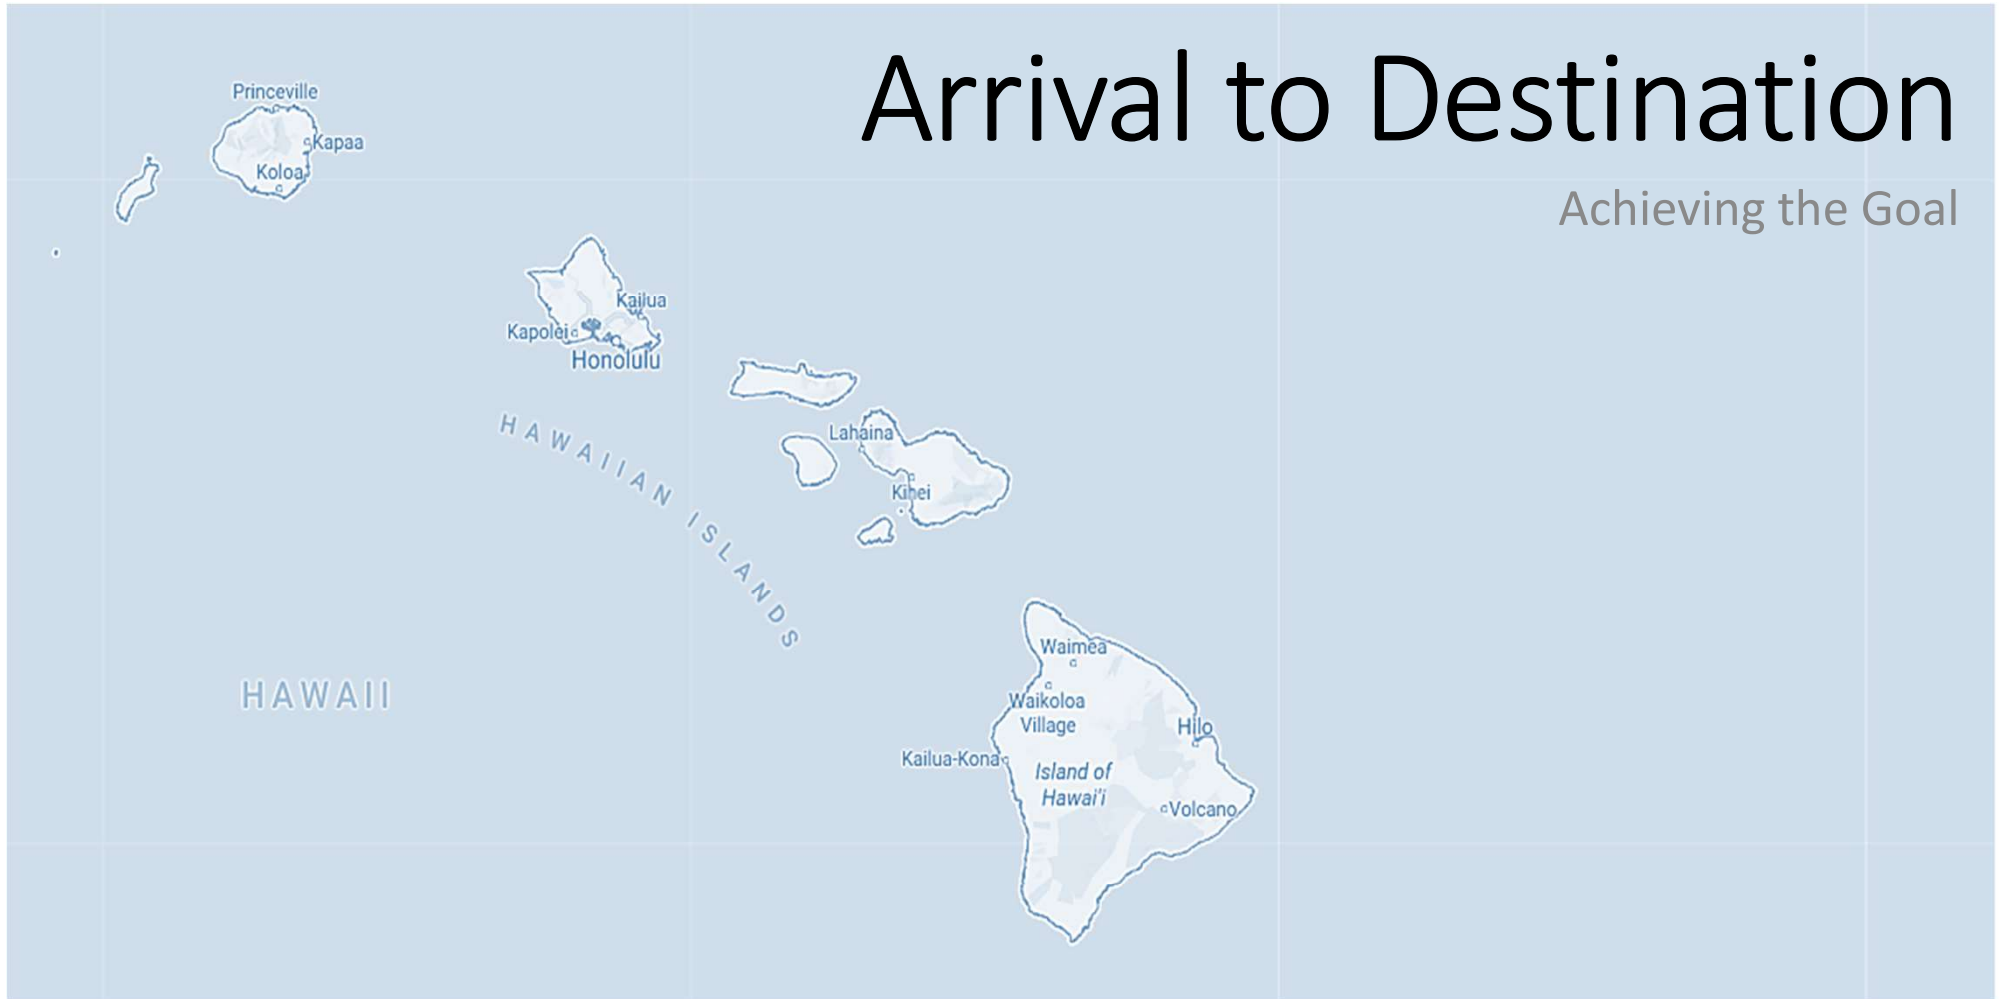 Arrival to Destination
Achieving the Goal
Princeville
Kapaa
Koloa
Kailua
Kapolei
Honolulu
HAWAIIAN ISLANDS
Lahaina
Kihei
HAWAII
Waimea
Waikoloa
Village
Hilo
Kailua-Kona
Island of
Hawai'i
Volcano